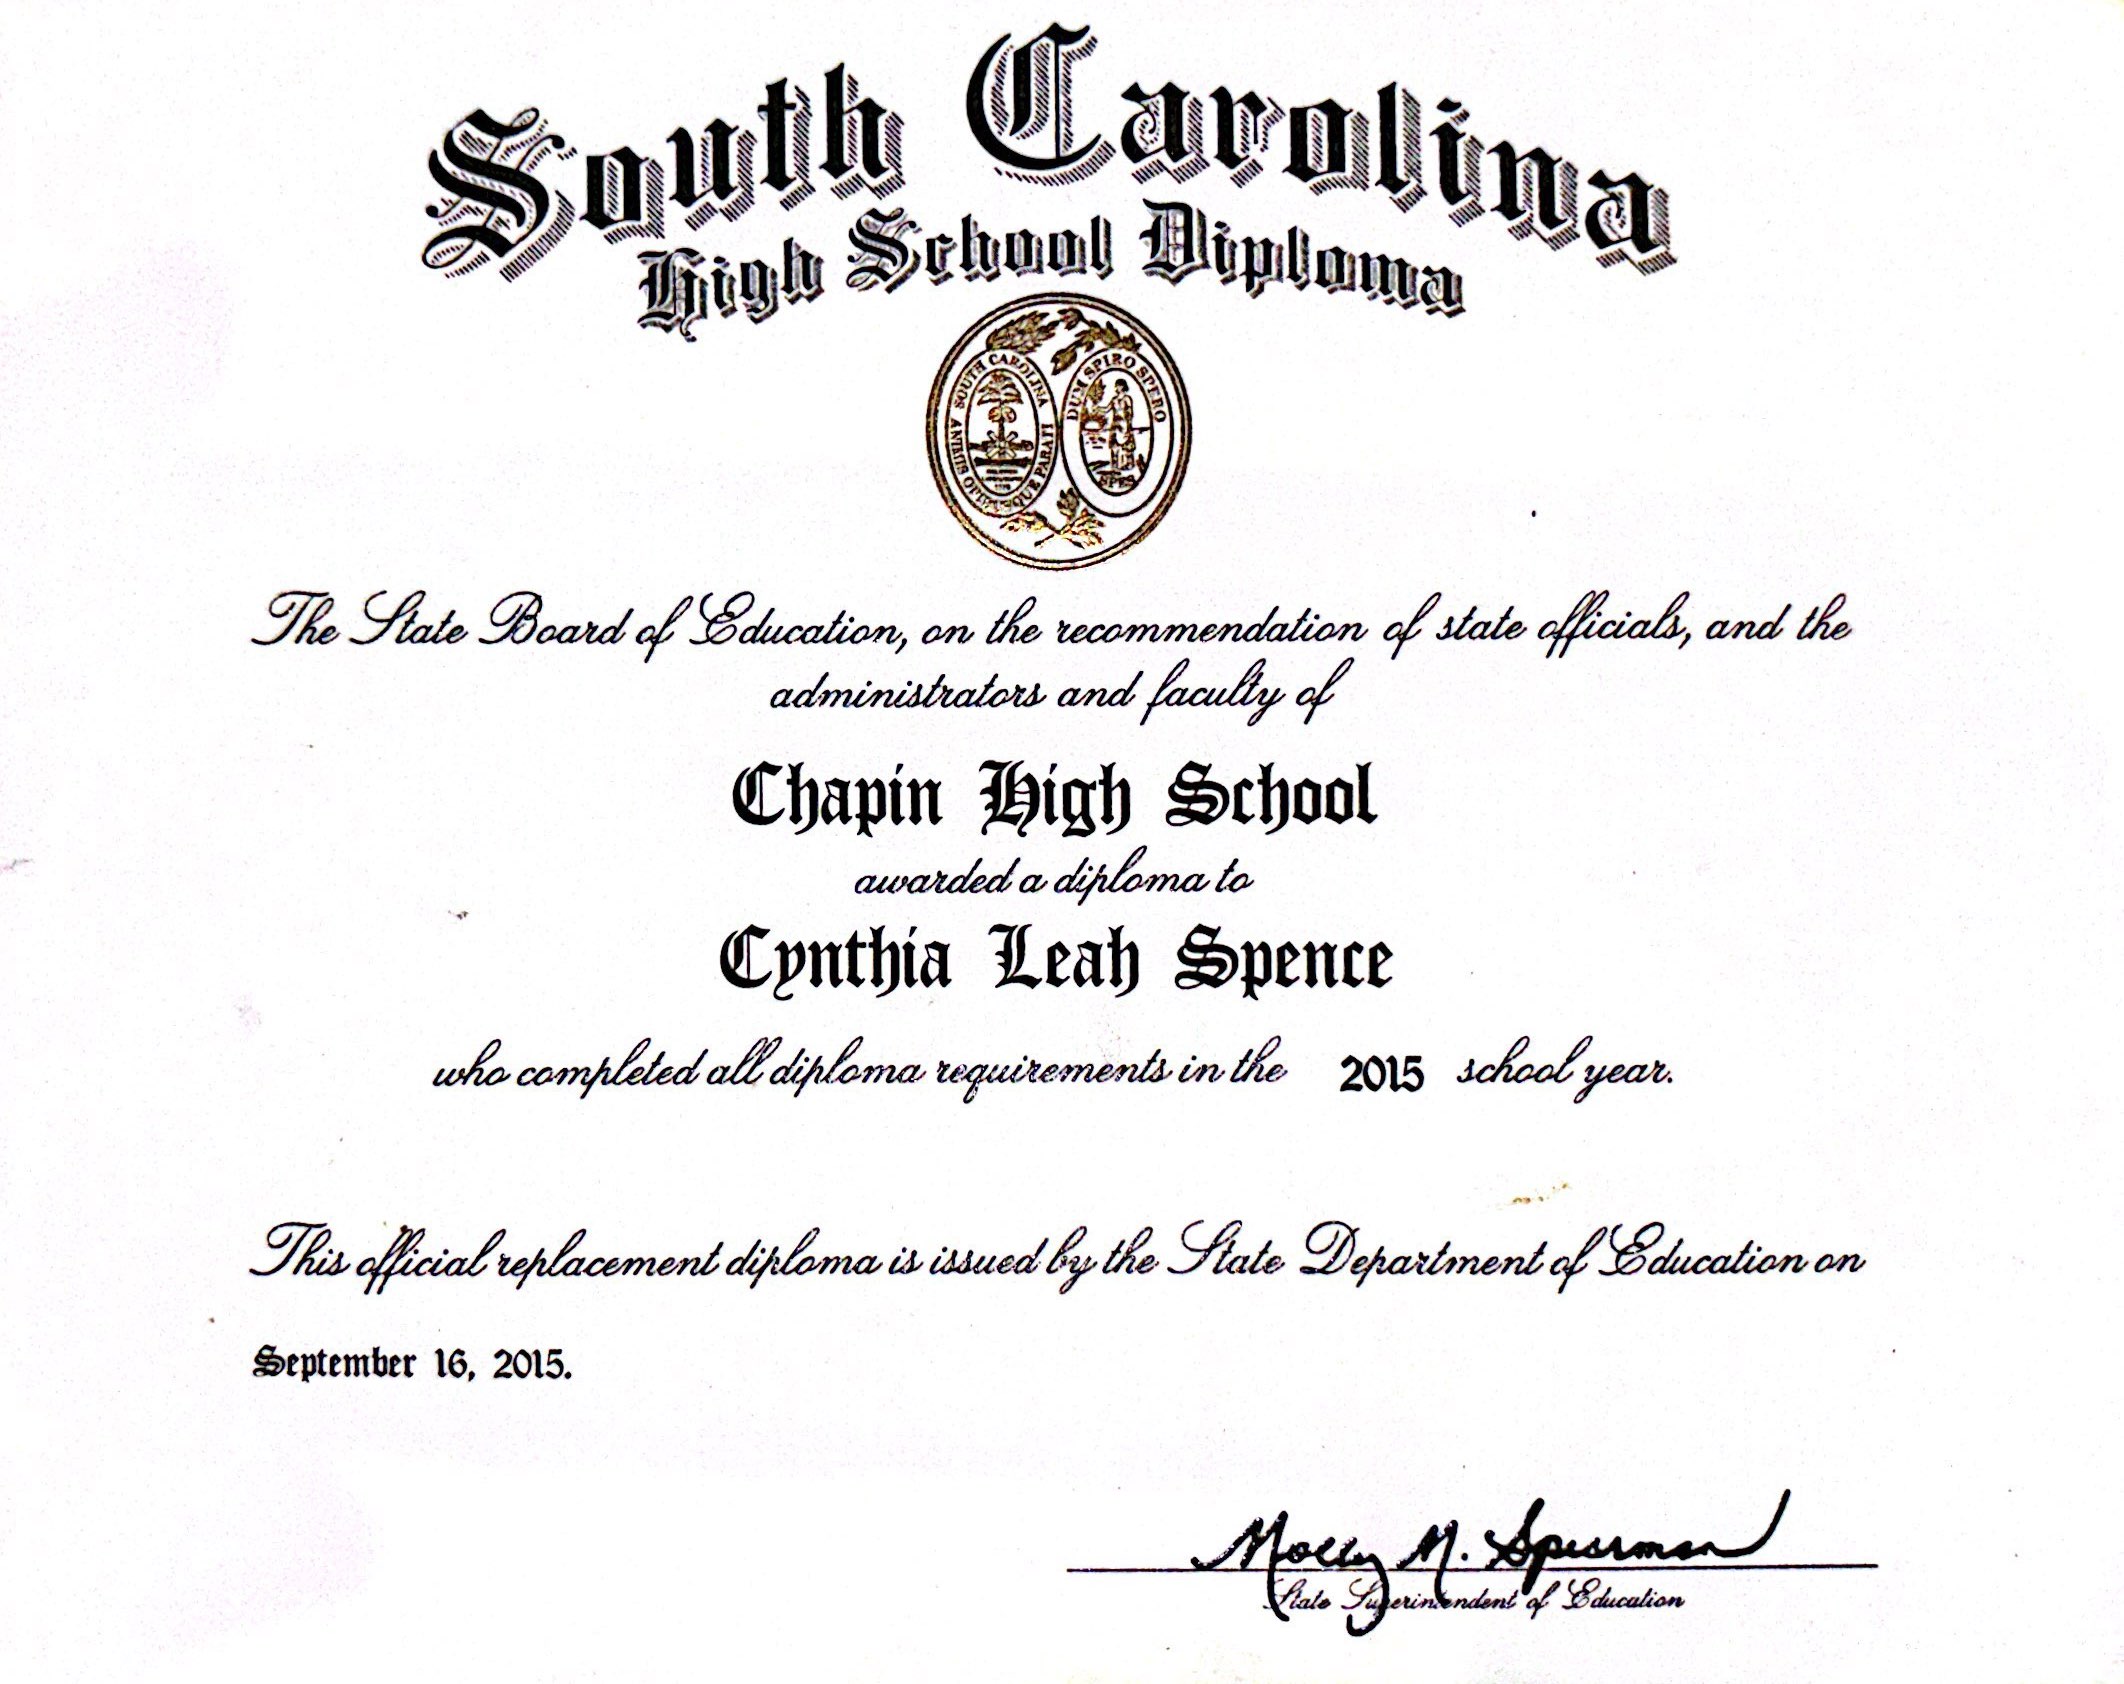 South Carolina
High School Diploma
SOUTH CAROLINA
ANIMIS OPIBUSQUE PARATI
DUM SPIRO SPERO
SPES
The State Board of Education, on the recommendation of state officials, and the
administrators and faculty of
Chapin High School
awarded a diploma to
Cynthia Leah Spence
who completed all diploma requirements in the 2015 school year.
This official replacement diploma is issued by the State Department of Education on
September 16, 2015.
Molly M. Spearman
State Superintendent of Education